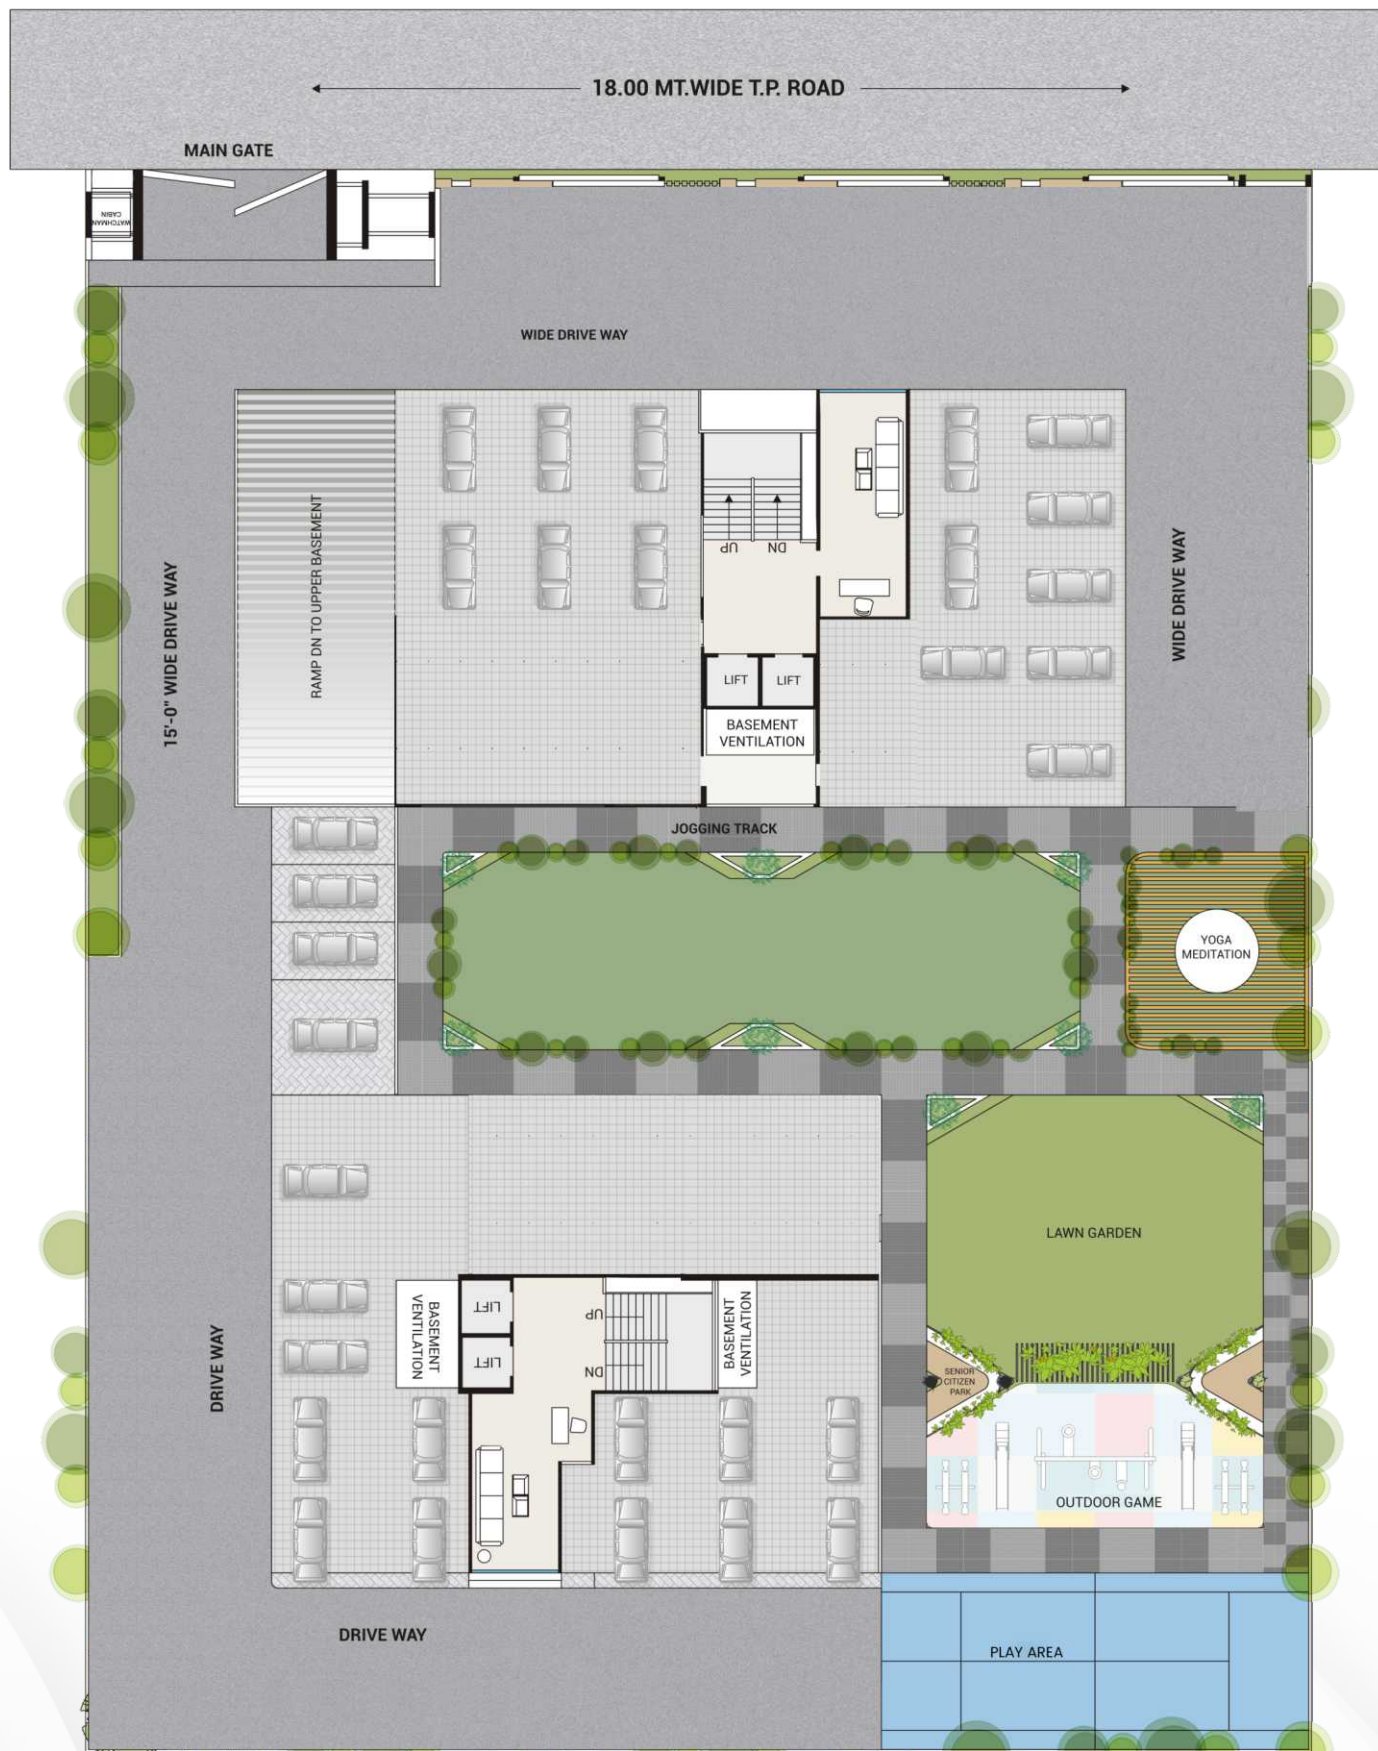 18.00 MT.WIDE T.P. ROAD
MAIN GATE
WATCHMAN
CABIN
WIDE DRIVE WAY
15'-0" WIDE DRIVE WAY
RAMP DN TO UPPER BASEMENT
UP
DN
WIDE DRIVE WAY
LIFT
LIFT
BASEMENT
VENTILATION
JOGGING TRACK
YOGA
MEDITATION
LAWN GARDEN
BASEMENT
VENTILATION
LIFT
LIFT
UP
DN
BASEMENT
VENTILATION
DRIVE WAY
SENIOR
CITIZEN
PARK
OUTDOOR GAME
DRIVE WAY
PLAY AREA